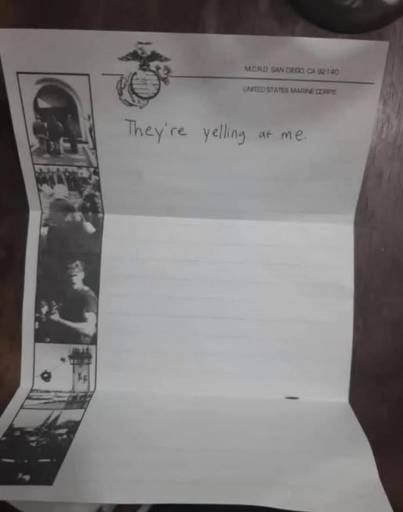 M.C.R.D. SAN DIEGO, CA 92140
UNITED STATES MARINE CORPS
They're yelling at me.